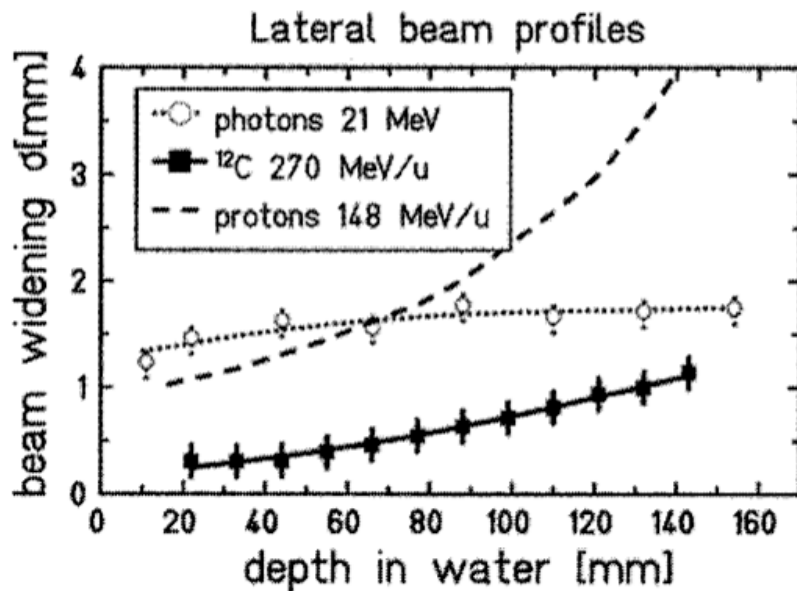 Lateral beam profiles
beam widening σ[mm]
4
3
2
1
0
photons 21 MeV
¹²C 270 MeV/u
protons 148 MeV/u
0 20 40 60 80 100 120 140 160
depth in water [mm]